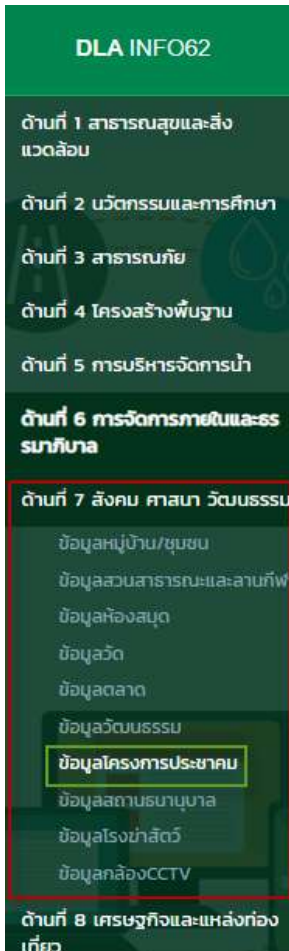 DLA INFO62
ด้านที่ 1 สาธารณสุขและสิ่ง
แวดล้อม
ด้านที่ 2 นวัตกรรมและการศึกษา
ด้านที่ 3 สาธารณภัย
ด้านที่ 4 โครงสร้างพื้นฐาน
ด้านที่ 5 การบริหารจัดการน้ำ
ด้านที่ 6 การจัดการภายในและธร
รมาภิบาล
ด้านที่ 7 สังคม ศาสนา วัฒนธรรม
ข้อมูลหมู่บ้าน/ชุมชน
ข้อมูลสวนสาธารณะและลานกีฬ
ข้อมูลห้องสมุด
ข้อมูลวัด
ข้อมูลตลาด
ข้อมูลวัฒนธรรม
ข้อมูลโครงการประชาคม
ข้อมูลสถานธนานุบาล
ข้อมูลโรงฆ่าสัตว์
ข้อมูลกล้องCCTV
ด้านที่ 8 เศรษฐกิจและแหล่งท่อง
เที่ยว